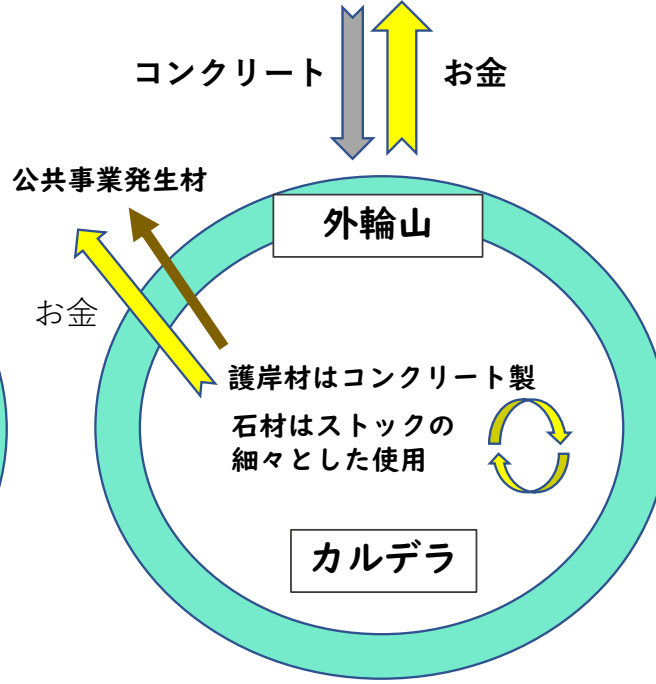 コンクリート
お金
公共事業発生材
外輪山
お金
護岸材はコンクリート製
石材はストックの
細々とした使用
カルデラ